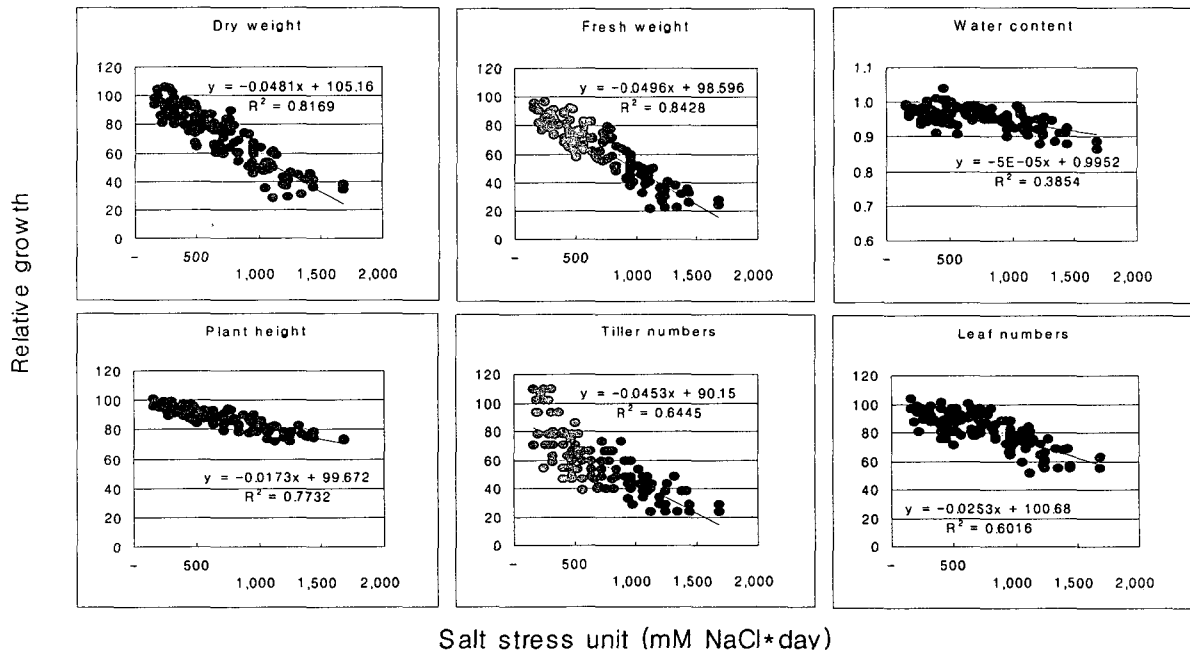 Relative growth
Dry weight
120
100
80
60
40
20
0
y = -0.0481x + 105.16
R² = 0.8169
- 500 1,000 1,500 2,000
Fresh weight
120
100
80
60
40
20
0
y = -0.0496x + 98.596
R² = 0.8428
- 500 1,000 1,500 2,000
Water content
1.1
1.0
0.9
0.8
0.7
0.6
y = -5E-05x + 0.9952
R² = 0.3854
- 500 1,000 1,500 2,000
Plant height
120
100
80
60
40
20
0
y = -0.0173x + 99.672
R² = 0.7732
- 500 1,000 1,500 2,000
Tiller numbers
120
100
80
60
40
20
0
y = -0.0453x + 90.15
R² = 0.6445
- 500 1,000 1,500 2,000
Leaf numbers
120
100
80
60
40
20
0
y = -0.0253x + 100.68
R² = 0.6016
- 500 1,000 1,500 2,000
Salt stress unit (mM NaCl*day)